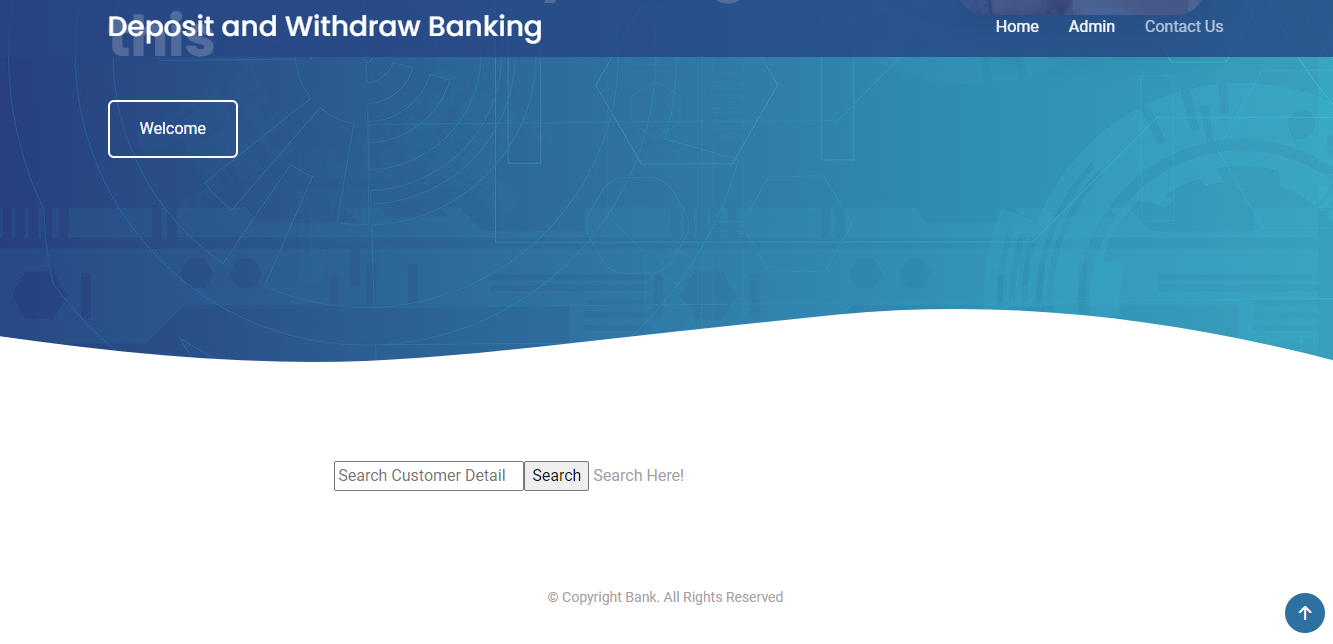 Deposit and Withdraw Banking
Home Admin Contact Us
this
Welcome
Search Customer Detail Search Search Here!
© Copyright Bank. All Rights Reserved